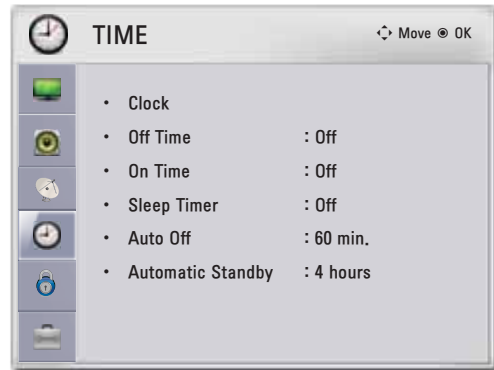 TIME
Move ◉ OK
• Clock
• Off Time : Off
• On Time : Off
• Sleep Timer : Off
• Auto Off : 60 min.
• Automatic Standby : 4 hours